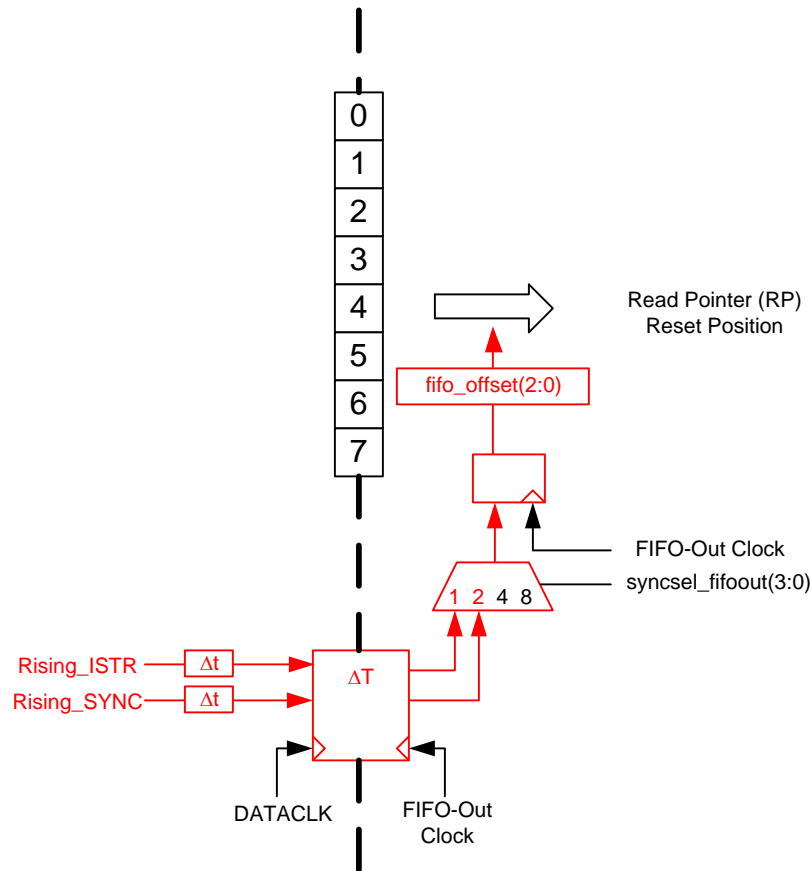 0
1
2
3
4
5
6
7
Read Pointer (RP)
Reset Position
fifo_offset(2:0)
FIFO-Out Clock
syncsel_fifoout(3:0)
1 2 4 8
Rising_ISTR
Δt
ΔT
Rising_SYNC
Δt
DATACLK
FIFO-Out
Clock